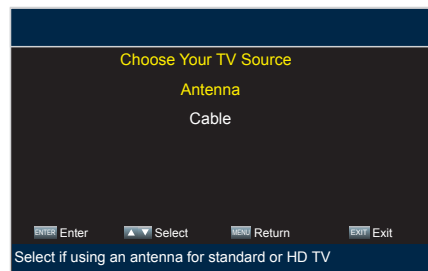 Choose Your TV Source
Antenna
Cable
ENTER Enter ▲ ▼ Select MENU Return EXIT Exit
Select if using an antenna for standard or HD TV